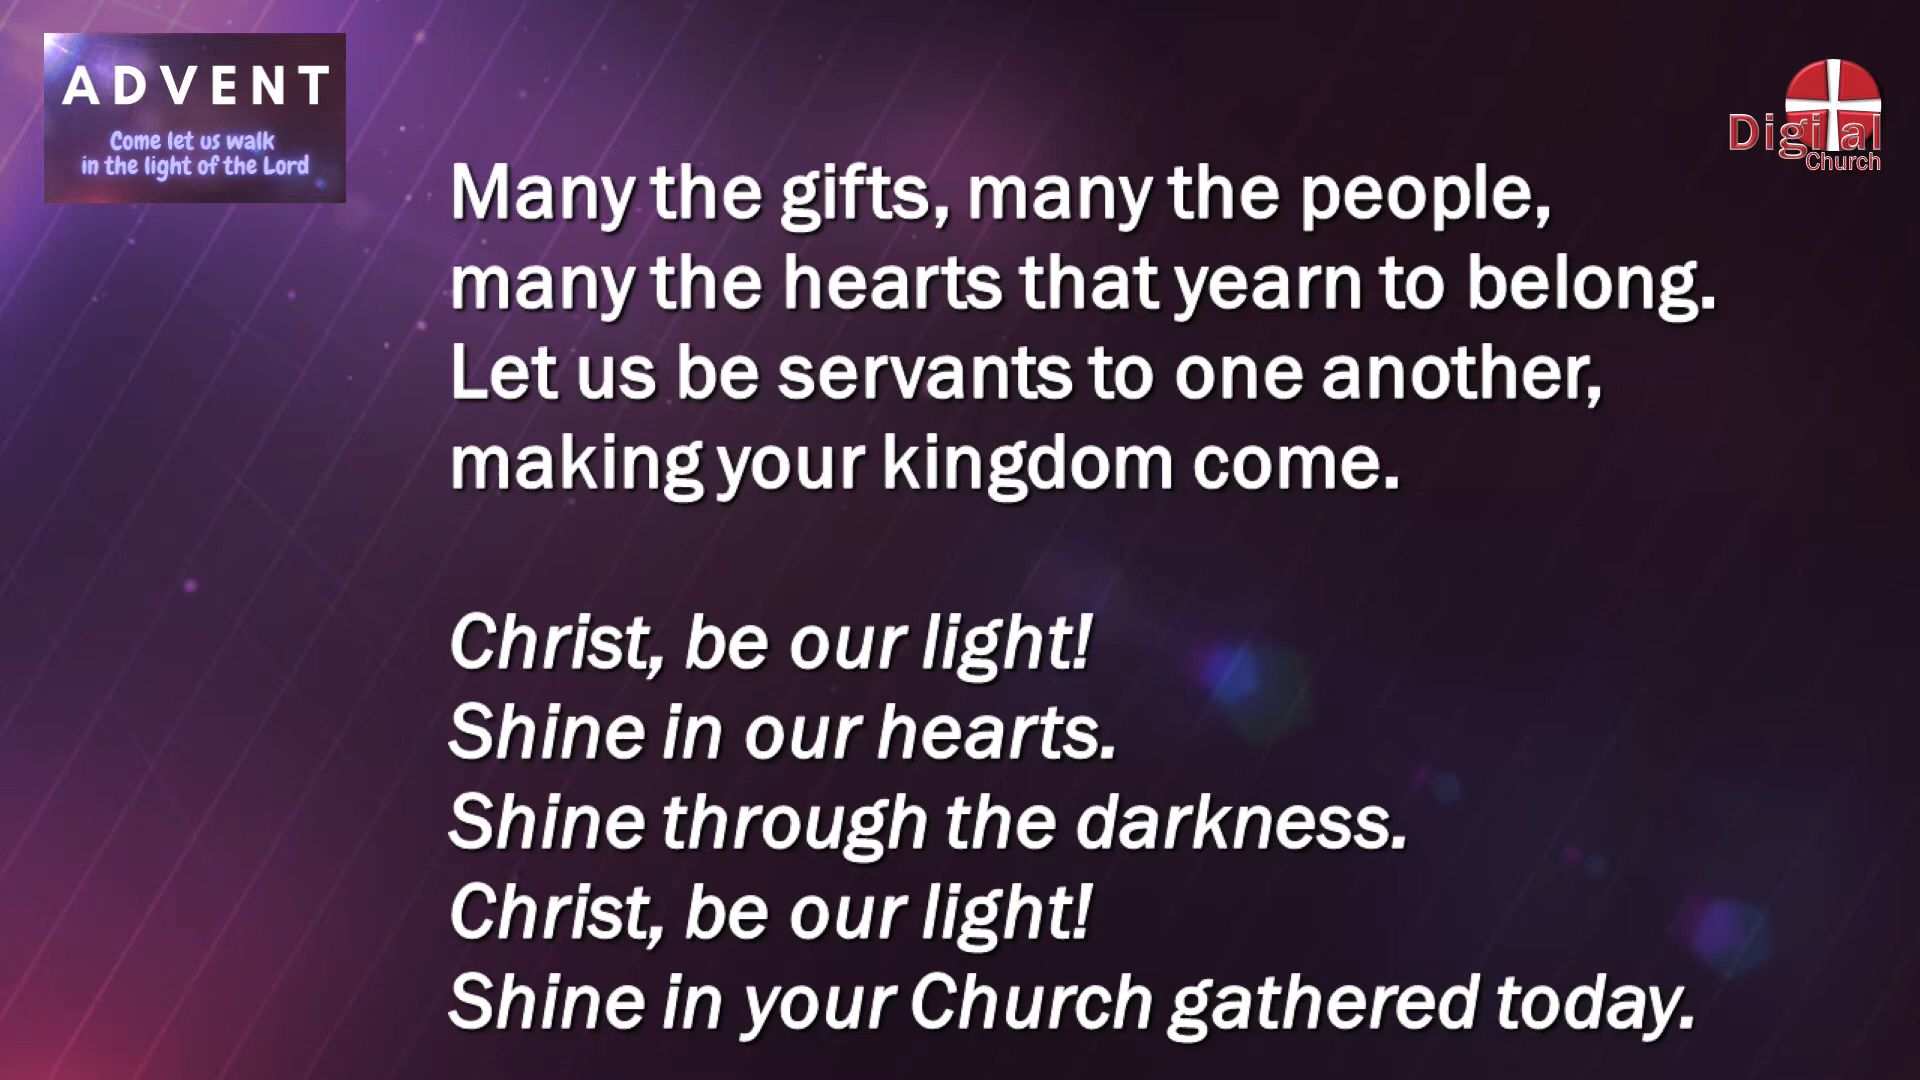 ADVENT
Come let us walk
in the light of the Lord
Digital
Church
Many the gifts, many the people,
many the hearts that yearn to belong.
Let us be servants to one another,
making your kingdom come.
Christ, be our light!
Shine in our hearts.
Shine through the darkness.
Christ, be our light!
Shine in your Church gathered today.